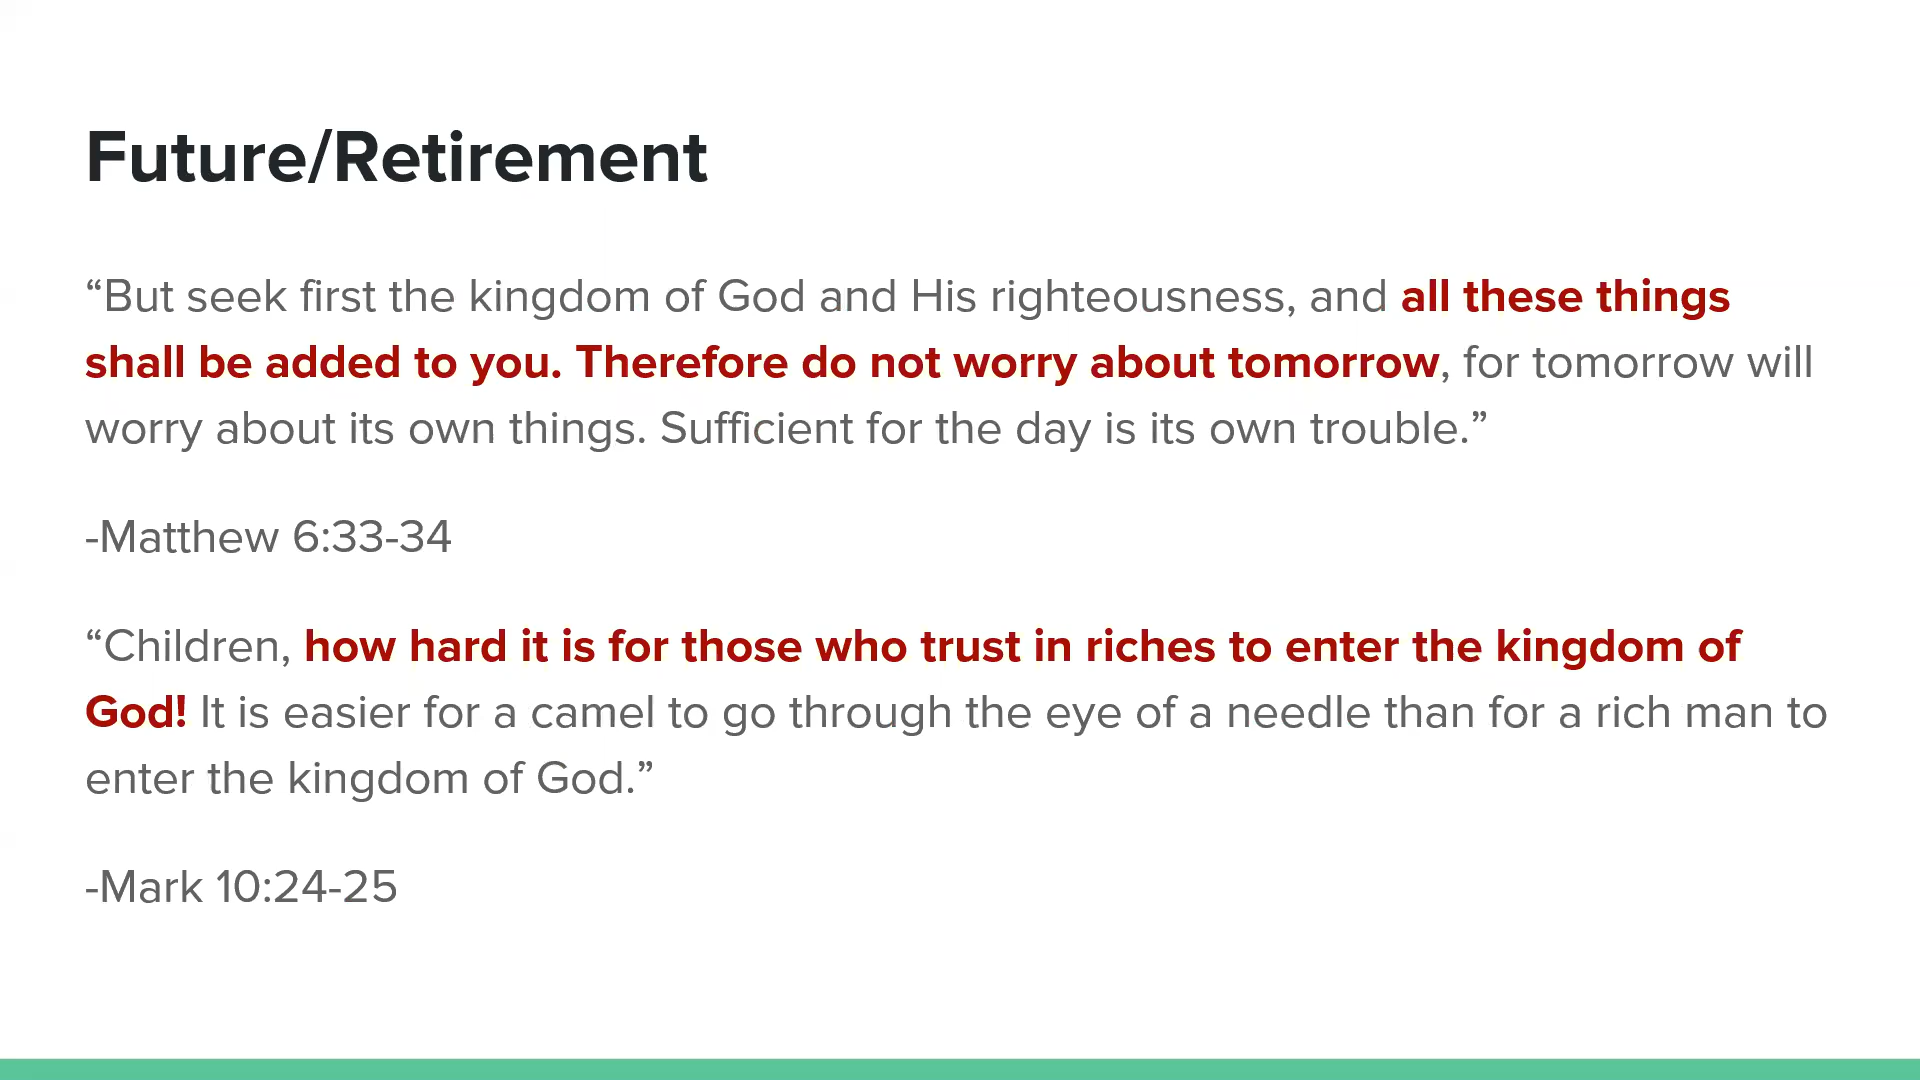 Future/Retirement
“But seek first the kingdom of God and His righteousness, and all these things
shall be added to you. Therefore do not worry about tomorrow, for tomorrow will
worry about its own things. Sufficient for the day is its own trouble.”
-Matthew 6:33-34
“Children, how hard it is for those who trust in riches to enter the kingdom of
God! It is easier for a camel to go through the eye of a needle than for a rich man to
enter the kingdom of God.”
-Mark 10:24-25